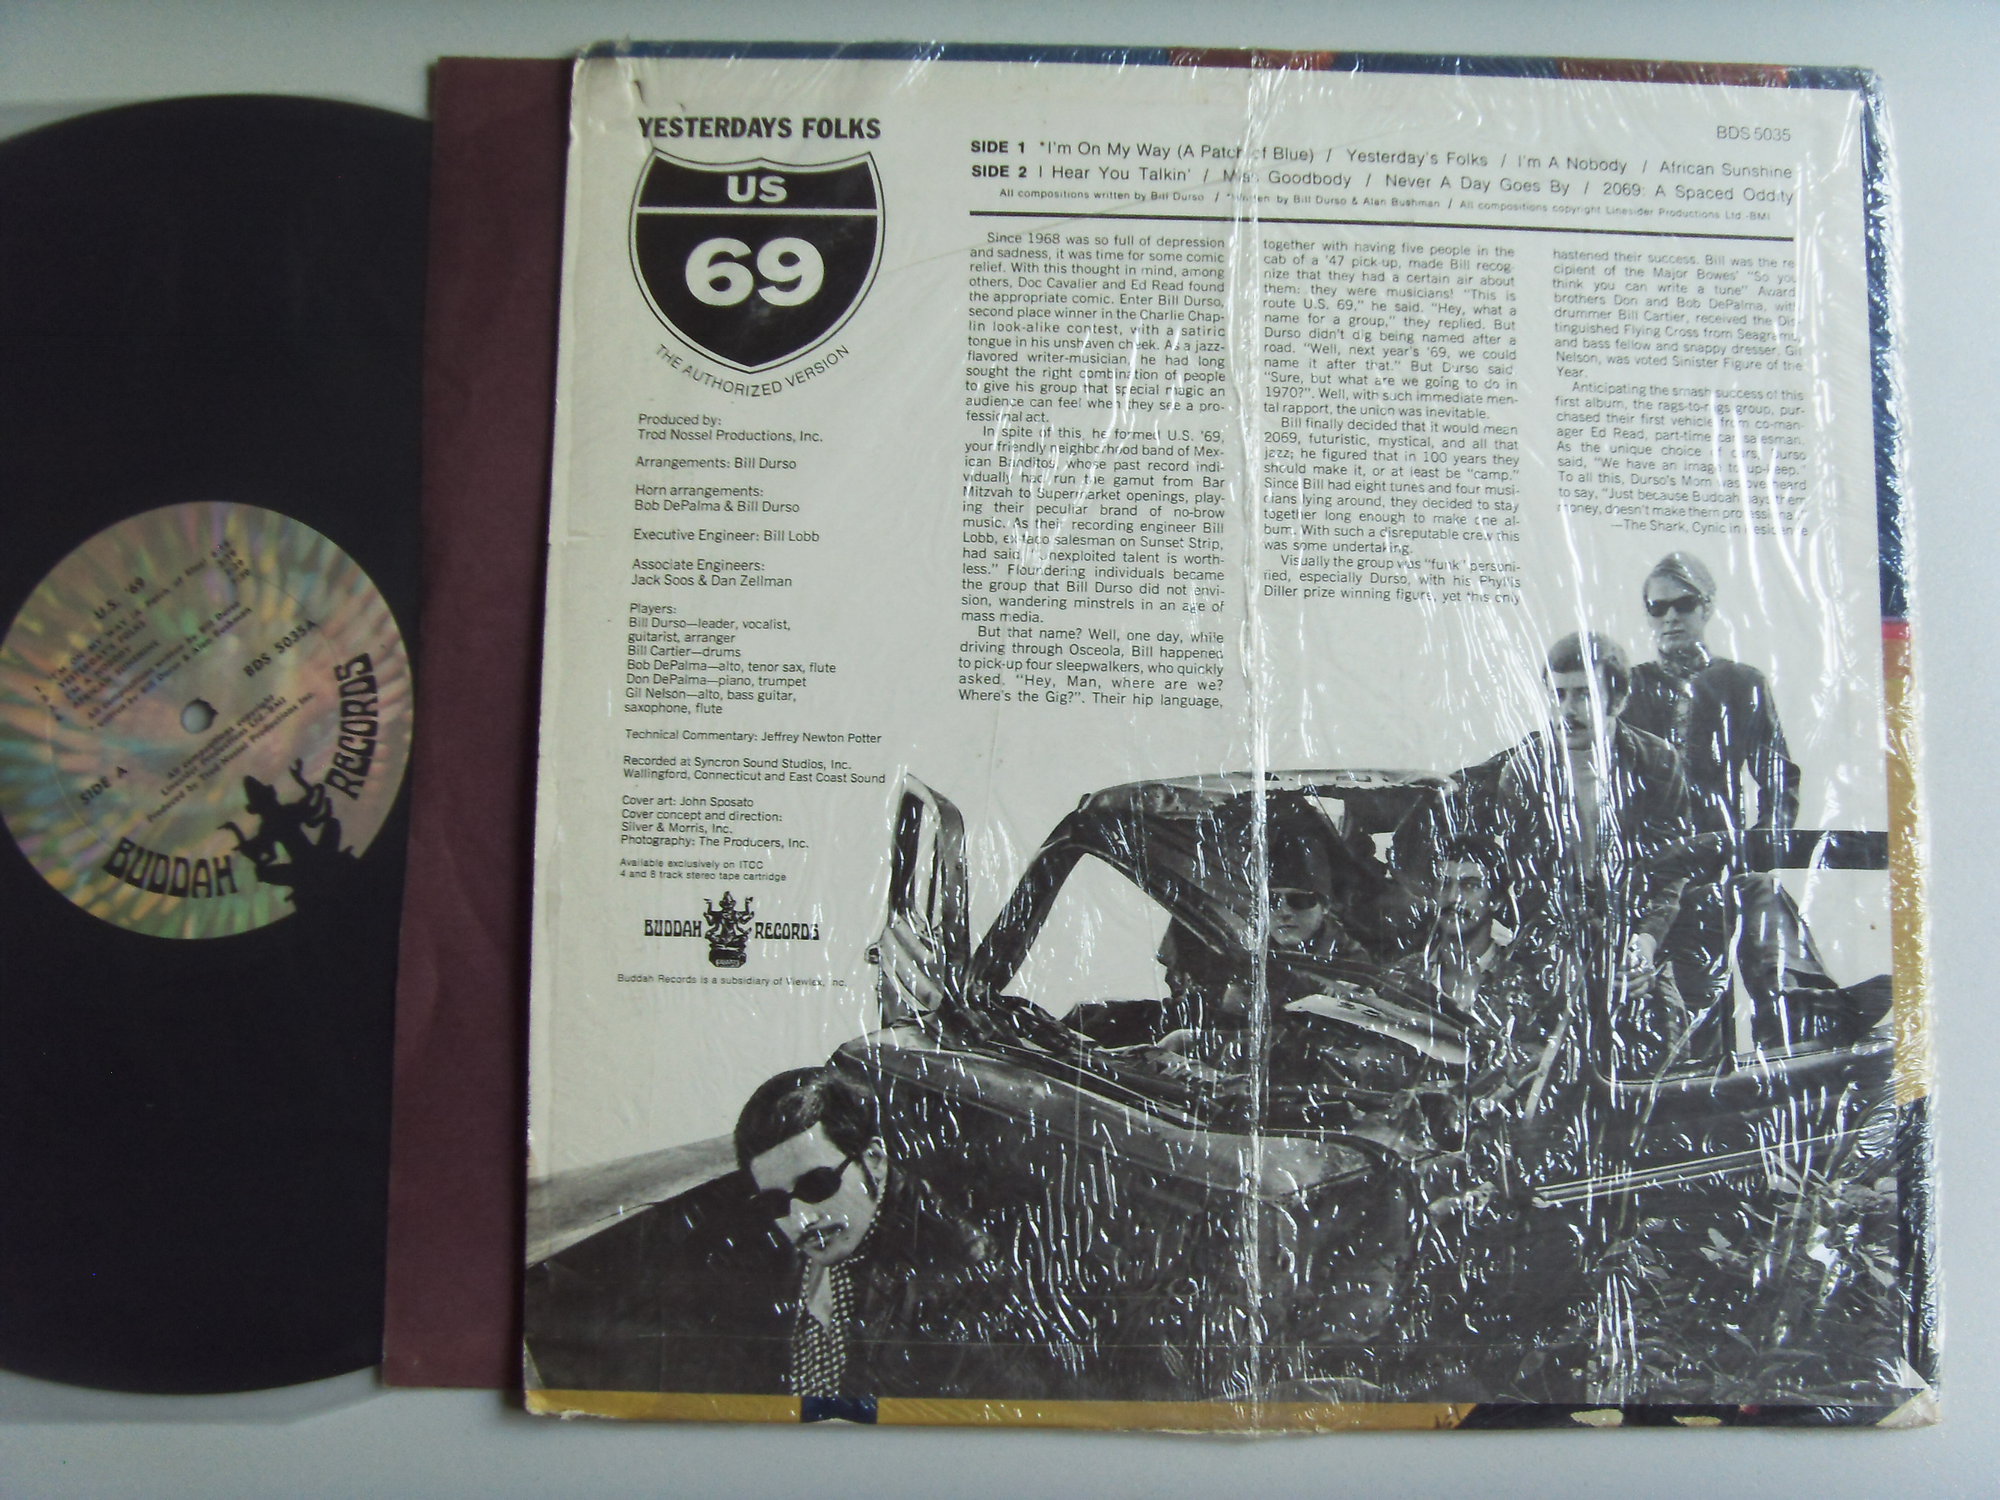 YESTERDAYS FOLKS
US
69
THE AUTHORIZED VERSION
Produced by:
Trod Nossel Productions, Inc.
Arrangements: Bill Durso
Horn arrangements:
Bob DePalma & Bill Durso
Executive Engineer: Bill Lobb
Associate Engineers:
Jack Soos & Dan Zellman
Players:
Bill Durso—leader, vocalist,
guitarist, arranger
Bill Cartier—drums
Bob DePalma—alto, tenor sax, flute
Don DePalma—piano, trumpet
Gil Nelson—alto, bass guitar,
saxophone, flute
Technical Commentary: Jeffrey Newton Potter
Recorded at Syncron Sound Studios, Inc.
Wallingford, Connecticut and East Coast Sound
Cover art: John Sposato
Cover concept and direction:
Silver & Morris, Inc.
Photography: The Producers, Inc.
Available exclusively on ITCC
4 and 8 track stereo tape cartridge
BUDDAH RECORDS
Buddah Records is a subsidiary of Viewlex, Inc.
BDS 5035
SIDE 1 *I'm On My Way (A Patch of Blue) / Yesterday's Folks / I'm A Nobody / African Sunshine
SIDE 2 I Hear You Talkin' / Miss Goodbody / Never A Day Goes By / 2069: A Spaced Oddity
All compositions written by Bill Durso / *Written by Bill Durso & Alan Bushman / All compositions copyright Linesider Productions Ltd.-BMI
Since 1968 was so full of depression
and sadness, it was time for some comic
relief. With this thought in mind, among
others, Doc Cavalier and Ed Read found
the appropriate comic. Enter Bill Durso,
second place winner in the Charlie Chap-
lin look-alike contest, with a satiric
tongue in his unshaven cheek. As a jazz-
flavored writer-musician, he had long
sought the right combination of people
to give his group that special magic an
audience can feel when they see a pro-
fessional act.
In spite of this, he formed U.S. '69,
your friendly neighborhood band of Mex-
ican Banditos, whose past record indi-
vidually had run the gamut from Bar
Mitzvah to Supermarket openings, play-
ing their peculiar brand of no-brow
music. As their recording engineer Bill
Lobb, ex-taco salesman on Sunset Strip,
had said, "Unexploited talent is worth-
less." Floundering individuals became
the group that Bill Durso did not envi-
sion, wandering minstrels in an age of
mass media.
But that name? Well, one day, while
driving through Osceola, Bill happened
to pick-up four sleepwalkers, who quickly
asked. "Hey, Man, where are we?
Where's the Gig?". Their hip language,
together with having five people in the
cab of a '47 pick-up, made Bill recog-
nize that they had a certain air about
them: they were musicians! "This is
route U.S. 69," he said. "Hey, what a
name for a group," they replied. But
Durso didn't dig being named after a
road. "Well, next year's '69, we could
name it after that." But Durso said,
"Sure, but what are we going to do in
1970?". Well, with such immediate men-
tal rapport, the union was inevitable.
Bill finally decided that it would mean
2069, futuristic, mystical, and all that
jazz; he figured that in 100 years they
should make it, or at least be "camp."
Since Bill had eight tunes and four musi-
cians lying around, they decided to stay
together long enough to make one al-
bum. With such a disreputable crew this
was some undertaking.
Visually the group was "funk" personi-
fied, especially Durso, with his Phyllis
Diller prize winning figure, yet this only
hastened their success. Bill was the re-
cipient of the Major Bowes' "So you
think you can write a tune" Award
brothers Don and Bob DePalma, with
drummer Bill Cartier, received the Dis-
tinguished Flying Cross from Seagrams,
and bass fellow and snappy dresser, Gil
Nelson, was voted Sinister Figure of the
Year.
Anticipating the smash success of this
first album, the rags-to-rags group, pur-
chased their first vehicle from co-man-
ager Ed Read, part-time car salesman.
As the unique choice of cars, Durso
said, "We have an image to up-keep."
To all this, Durso's Mom was overheard
to say, "Just because Buddah pays them
money, doesn't make them professional."
—The Shark, Cynic in Residence
U.S. '69
YESTERDAY'S FOLKS
I'M A NOBODY
AFRICAN SUNSHINE
All compositions written by Bill Durso
written by Bill Durso & Alan Bushman
BDS 5035A
SIDE A
All compositions copyright
Linesider Productions Ltd.-BMI
Produced by Trod Nossel Productions Inc.
BUDDAH RECORDS